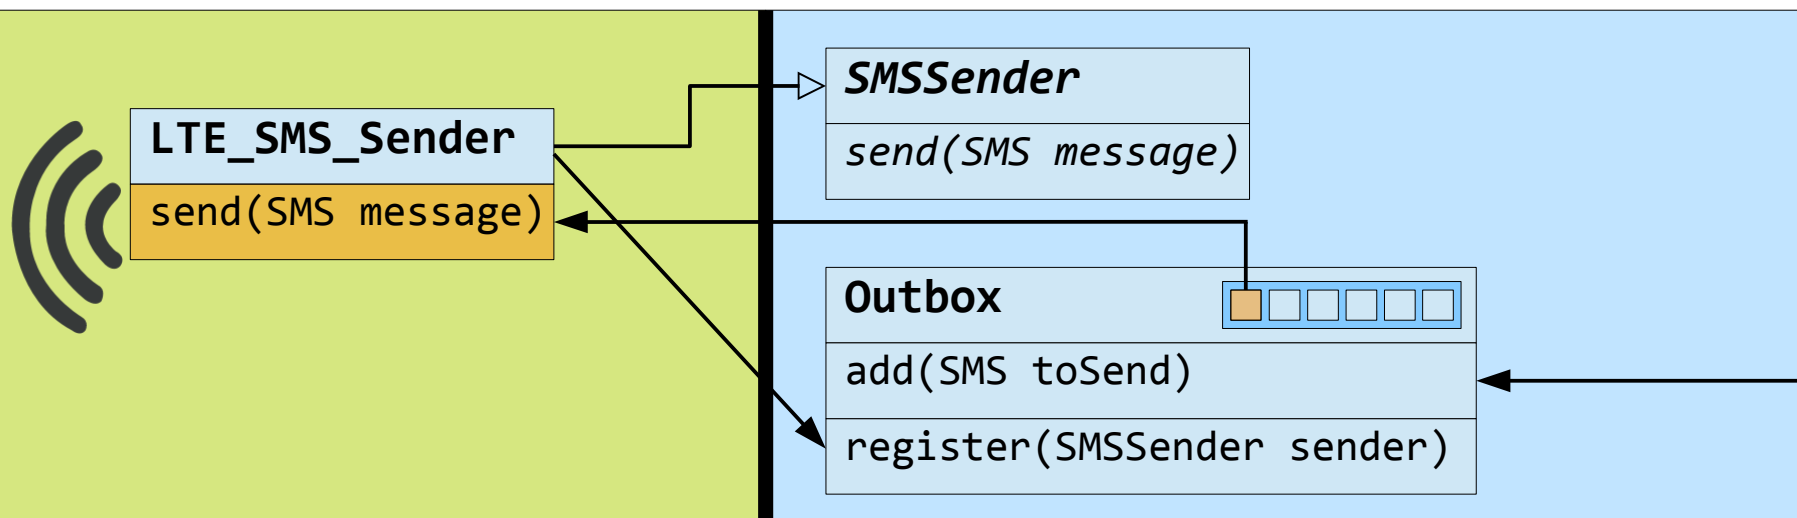 LTE_SMS_Sender
send(SMS message)
SMSSender
send(SMS message)
Outbox
add(SMS toSend)
register(SMSSender sender)